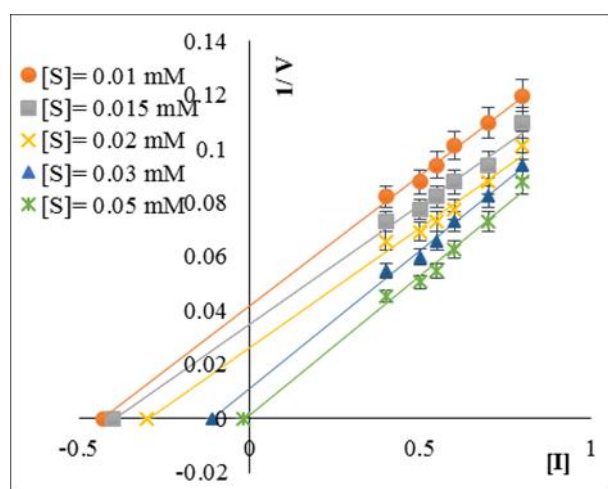 0.14
1/ V
[S]= 0.01 mM
0.12
[S]= 0.015 mM
0.1
[S]= 0.02 mM
[S]= 0.03 mM
0.08
[S]= 0.05 mM
0.06
0.04
0.02
0
-0.5 0 0.5 1
[I]
-0.02